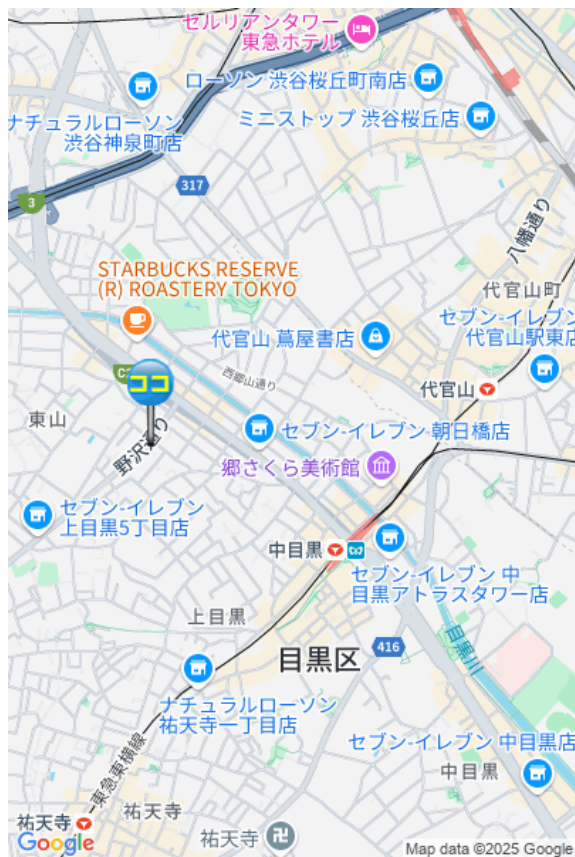 セルリアンタワー
東急ホテル
ローソン 渋谷桜丘町南店
ナチュラルローソン
渋谷神泉町店
ミニストップ 渋谷桜丘店
317
3
八幡通り
STARBUCKS RESERVE
(R) ROASTERY TOKYO
代官山町
代官山 蔦屋書店
セブン-イレブン
代官山駅東店
西郷山通り
ココ
代官山
東山
野沢通り
セブン-イレブン 朝日橋店
郷さくら美術館
セブン-イレブン
上目黒5丁目店
中目黒
セブン-イレブン 中
目黒アトラスタワー店
上目黒
目黒区
416
目黒川
ナチュラルローソン
祐天寺一丁目店
東急東横線
セブン-イレブン 中目黒店
中目黒
祐天寺
祐天寺
祐天寺
Google
Map data ©2025 Google